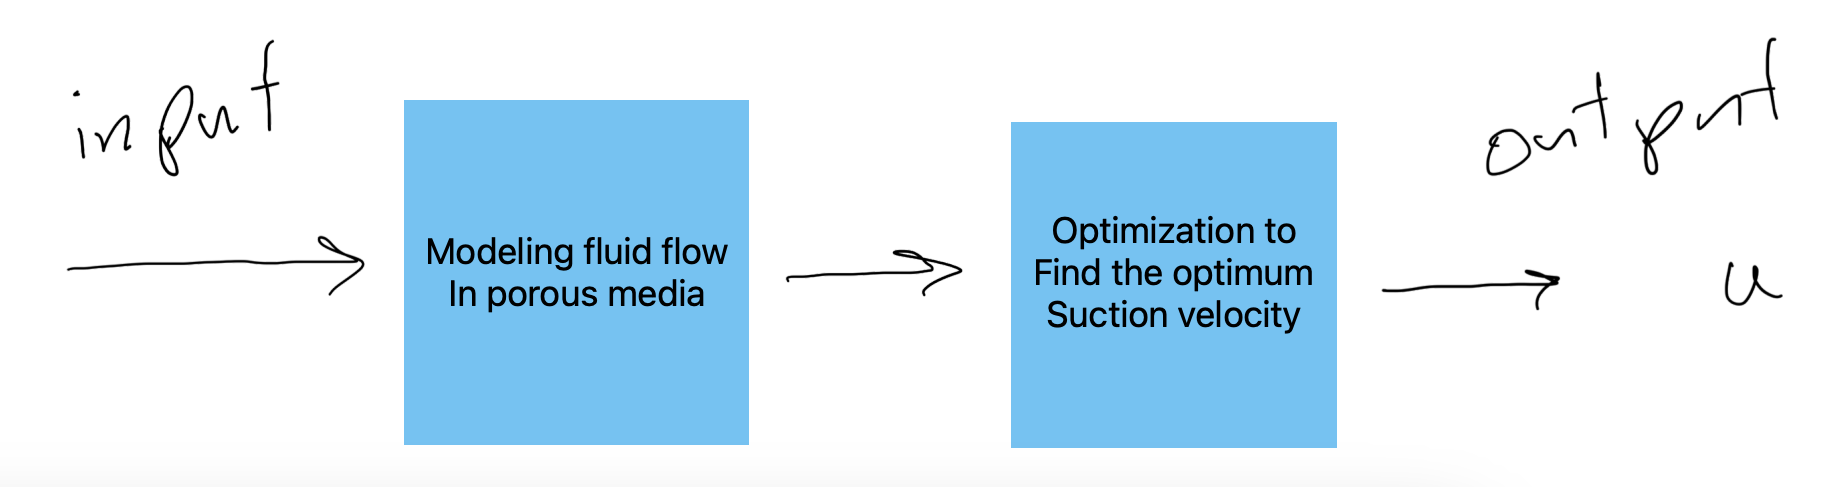 input
Modeling fluid flow
In porous media
Optimization to
Find the optimum
Suction velocity
output
u